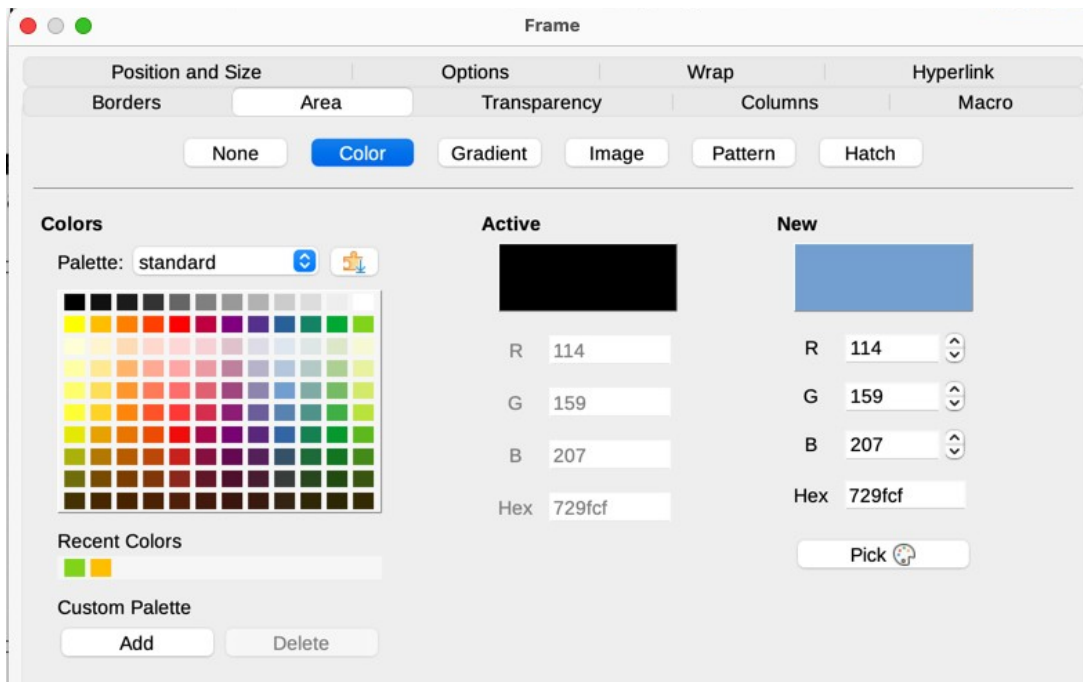 Frame
Position and Size Options Wrap Hyperlink
Borders Area Transparency Columns Macro
None Color Gradient Image Pattern Hatch
Colors
Palette: standard
Recent Colors
Custom Palette
Add Delete
Active
R 114
G 159
B 207
Hex 729fcf
New
R 114
G 159
B 207
Hex 729fcf
Pick